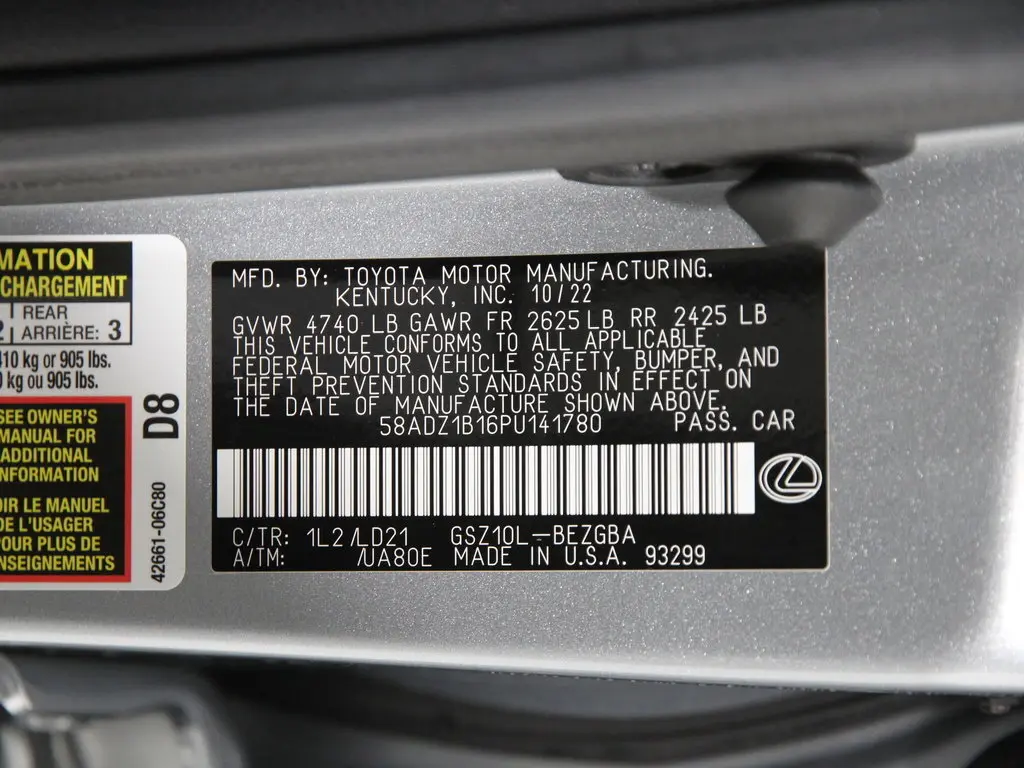 MATION
CHARGEMENT
REAR
ARRIÈRE: 3
410 kg or 905 lbs.
0 kg ou 905 lbs.
SEE OWNER'S
MANUAL FOR
ADDITIONAL
INFORMATION
VOIR LE MANUEL
DE L'USAGER
POUR PLUS DE
RENSEIGNEMENTS
D8
42661-06C80
MFD. BY: TOYOTA MOTOR MANUFACTURING.
KENTUCKY, INC. 10/22
GVWR 4740 LB GAWR FR 2625 LB RR 2425 LB
THIS VEHICLE CONFORMS TO ALL APPLICABLE
FEDERAL MOTOR VEHICLE SAFETY, BUMPER, AND
THEFT PREVENTION STANDARDS IN EFFECT ON
THE DATE OF MANUFACTURE SHOWN ABOVE.
58ADZ1B16PU141780 PASS. CAR
C/TR: 1L2 /LD21 GSZ10L-BEZGBA
A/TM: /UA80E MADE IN U.S.A. 93299